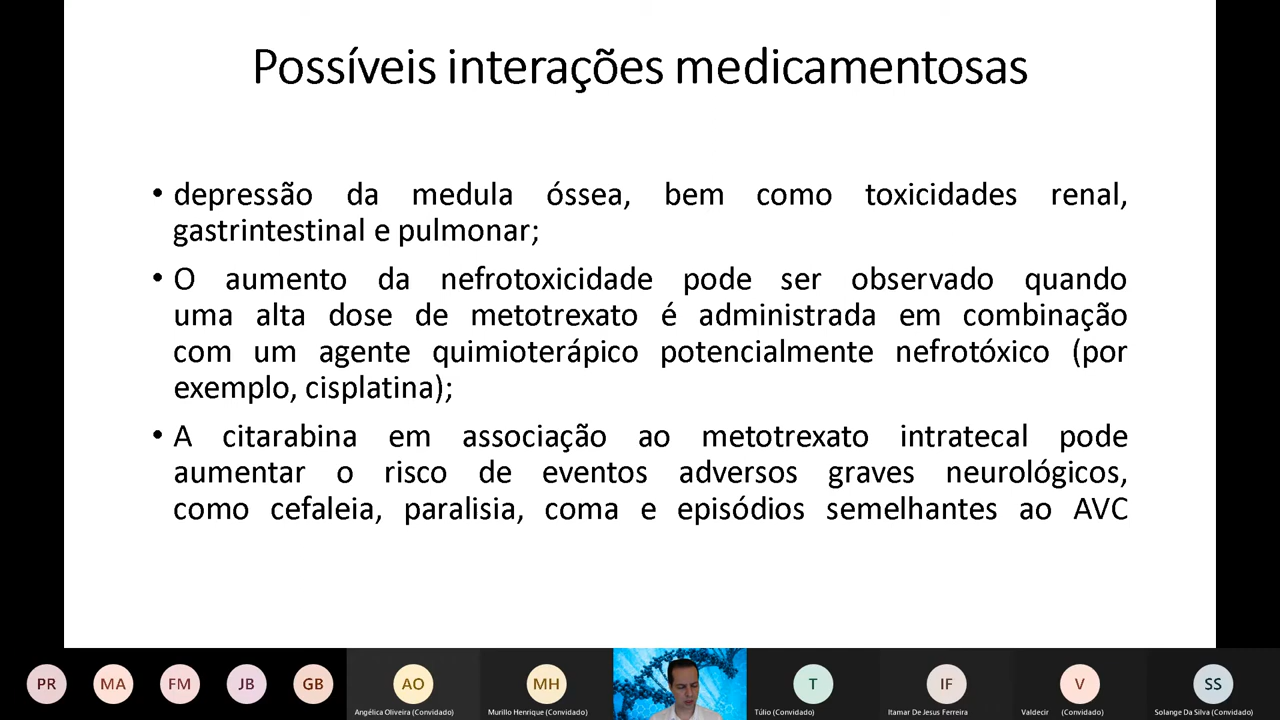 Possíveis interações medicamentosas
• depressão da medula óssea, bem como toxicidades renal,
gastrintestinal e pulmonar;
• O aumento da nefrotoxicidade pode ser observado quando
uma alta dose de metotrexato é administrada em combinação
com um agente quimioterápico potencialmente nefrotóxico (por
exemplo, cisplatina);
• A citarabina em associação ao metotrexato intratecal pode
aumentar o risco de eventos adversos graves neurológicos,
como cefaleia, paralisia, coma e episódios semelhantes ao AVC
PR MA FM JB GB AO MH T IF V SS
Angélica Oliveira (Convidado) Murillo Henrique (Convidado) Túlio (Convidado) Itamar De Jesus Ferreira Valdecir (Convidado) Solange Da Silva (Convidado)